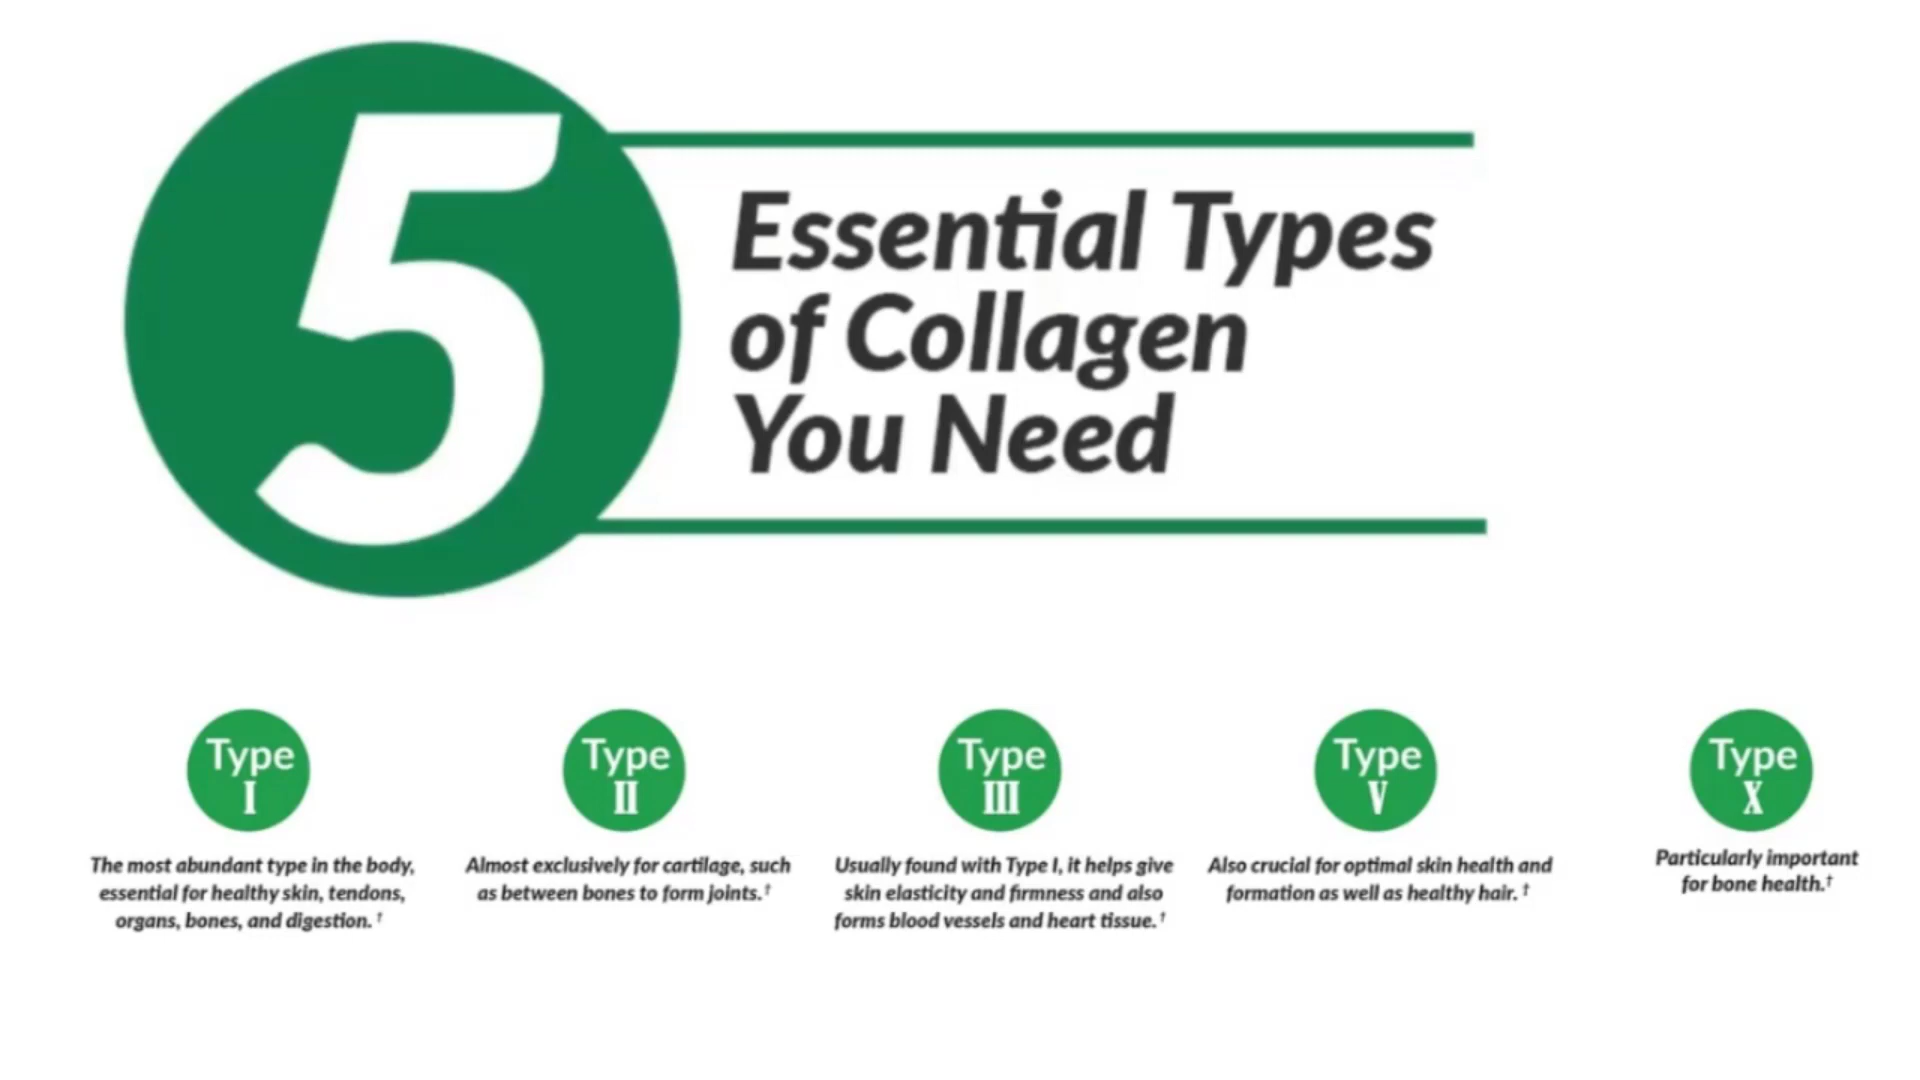 5
Essential Types
of Collagen
You Need
Type
I
The most abundant type in the body,
essential for healthy skin, tendons,
organs, bones, and digestion. †
Type
II
Almost exclusively for cartilage, such
as between bones to form joints. †
Type
III
Usually found with Type I, it helps give
skin elasticity and firmness and also
forms blood vessels and heart tissue. †
Type
V
Also crucial for optimal skin health and
formation as well as healthy hair. †
Type
X
Particularly important
for bone health.†